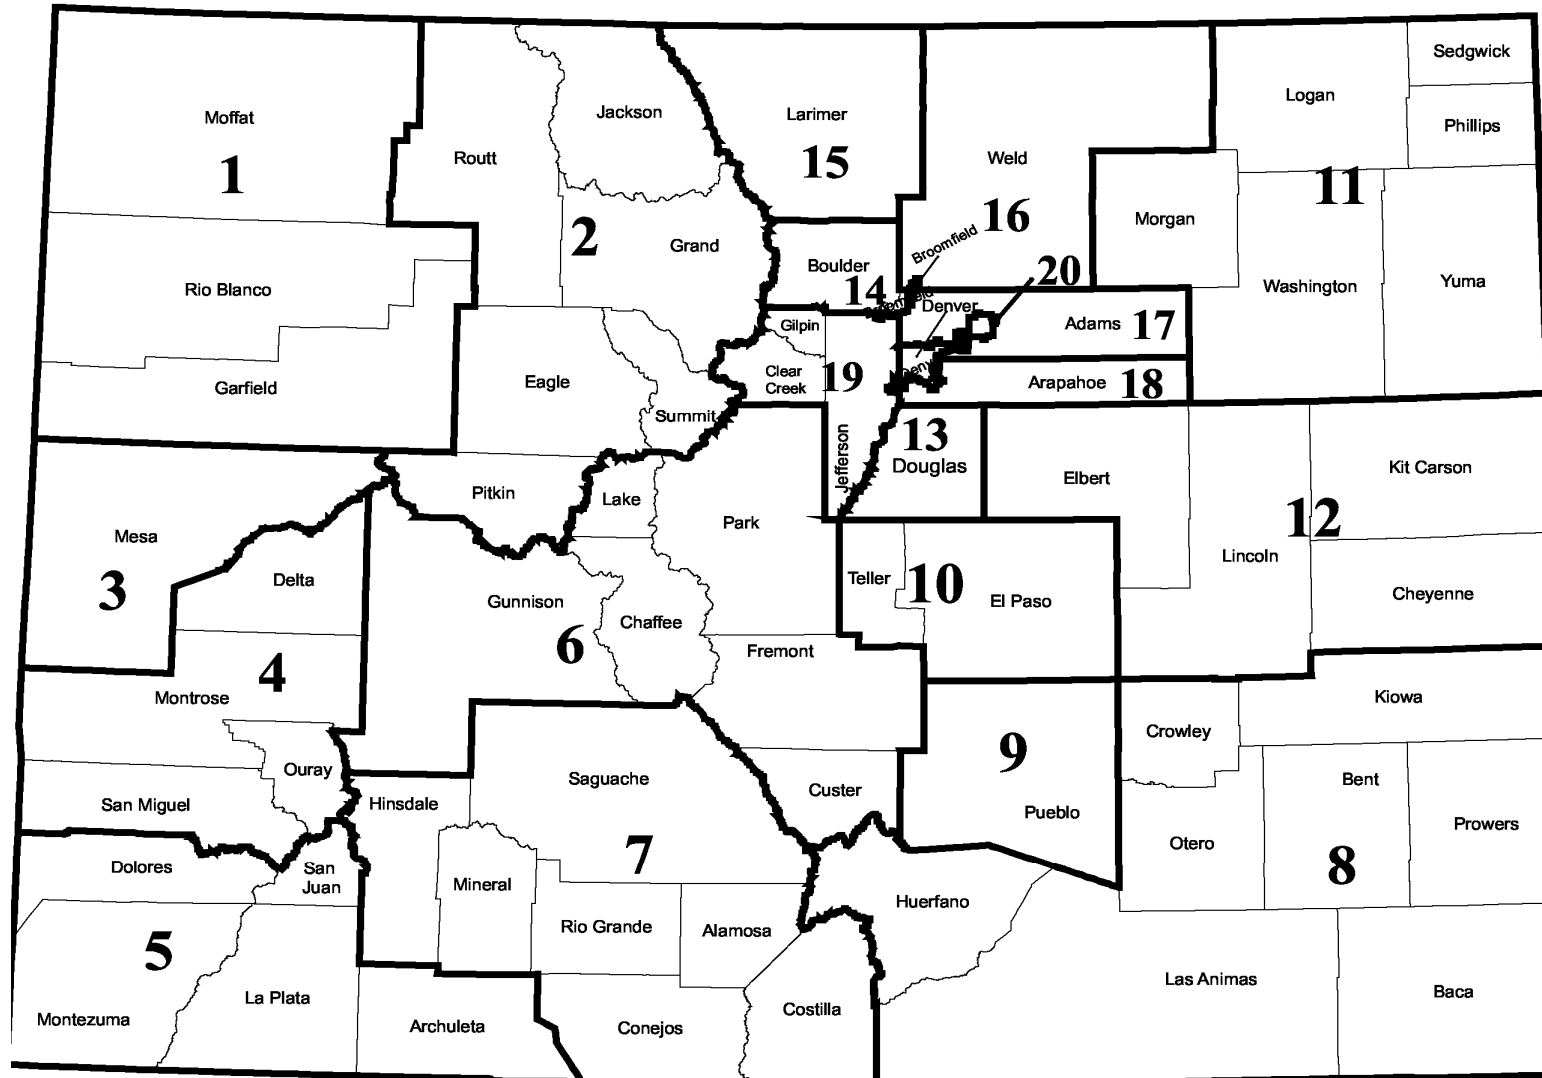 Sedgwick
Logan
Moffat
Jackson
Larimer
Phillips
Routt
Weld
1
15
11
Morgan
2
Grand
16
Broomfield
Boulder
20
Rio Blanco
14
Washington
Yuma
Broomfield
Denver
Gilpin
Adams
17
Eagle
Clear
Creek
19
Denver
Arapahoe
18
Garfield
Summit
13
Jefferson
Douglas
Elbert
Kit Carson
Pitkin
Lake
Park
12
Mesa
Lincoln
Delta
Teller
10
3
Gunnison
El Paso
Cheyenne
Chaffee
6
Fremont
4
Montrose
Kiowa
Crowley
9
Ouray
Saguache
Custer
Bent
San Miguel
Hinsdale
Pueblo
Prowers
Otero
7
8
Dolores
San
Juan
Mineral
Huerfano
Rio Grande
Alamosa
5
Las Animas
Baca
La Plata
Costilla
Montezuma
Archuleta
Conejos